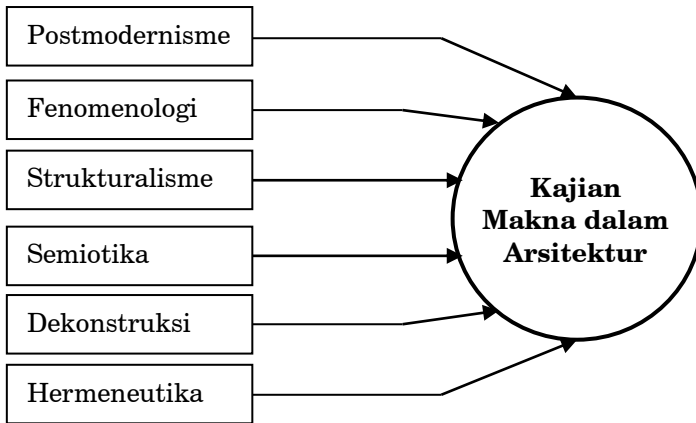 Postmodernisme
Fenomenologi
Strukturalisme
Semiotika
Dekonstruksi
Hermeneutika
Kajian
Makna dalam
Arsitektur